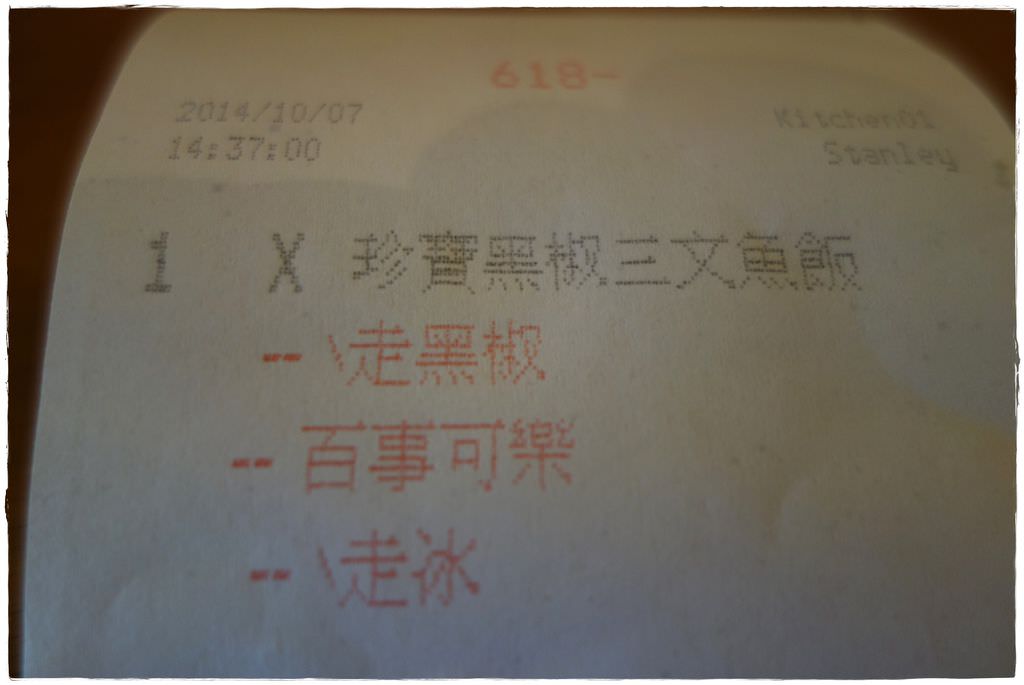 618-
2014/10/07 Kitchen01
14:37:00 Stanley
1 X 珍寶黑椒三文魚飯
-- \走黑椒
-- 百事可樂
-- \走冰